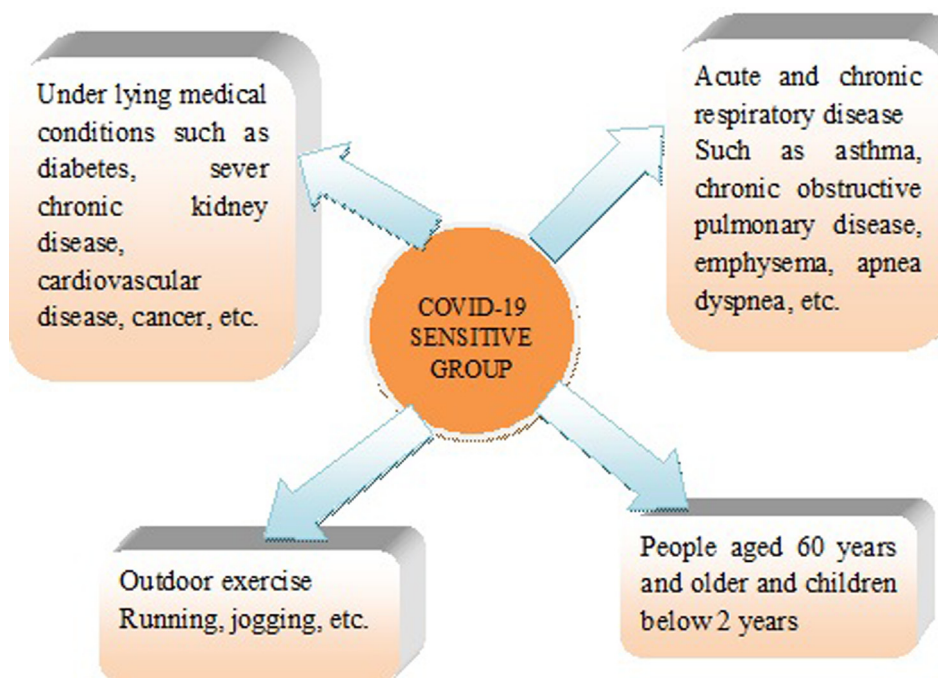 Under lying medical
conditions such as
diabetes, sever
chronic kidney
disease,
cardiovascular
disease, cancer, etc.
Acute and chronic
respiratory disease
Such as asthma,
chronic obstructive
pulmonary disease,
emphysema, apnea
dyspnea, etc.
COVID-19
SENSITIVE
GROUP
Outdoor exercise
Running, jogging, etc.
People aged 60 years
and older and children
below 2 years